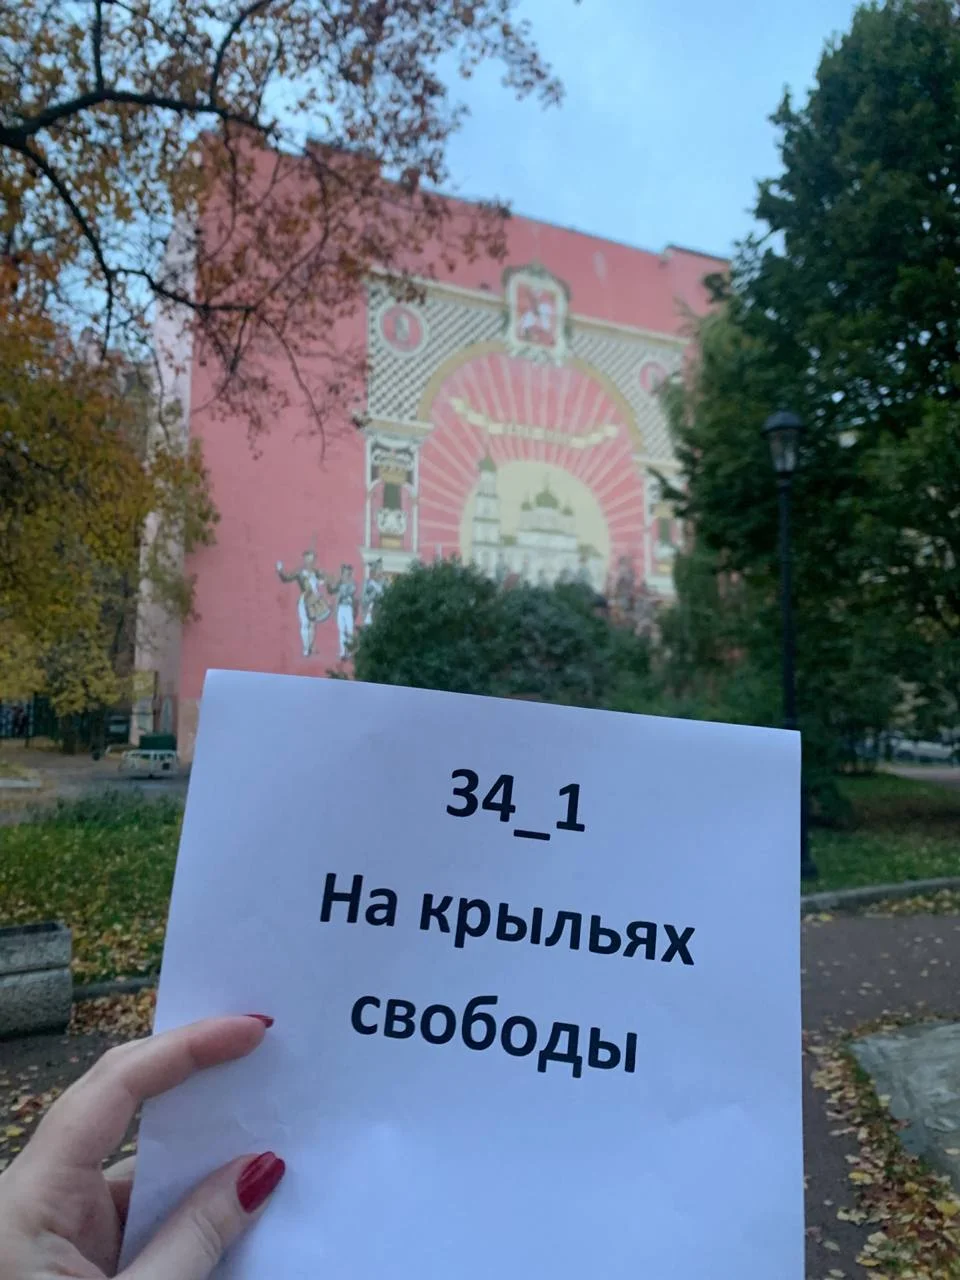 34_1
На крыльях
свободы